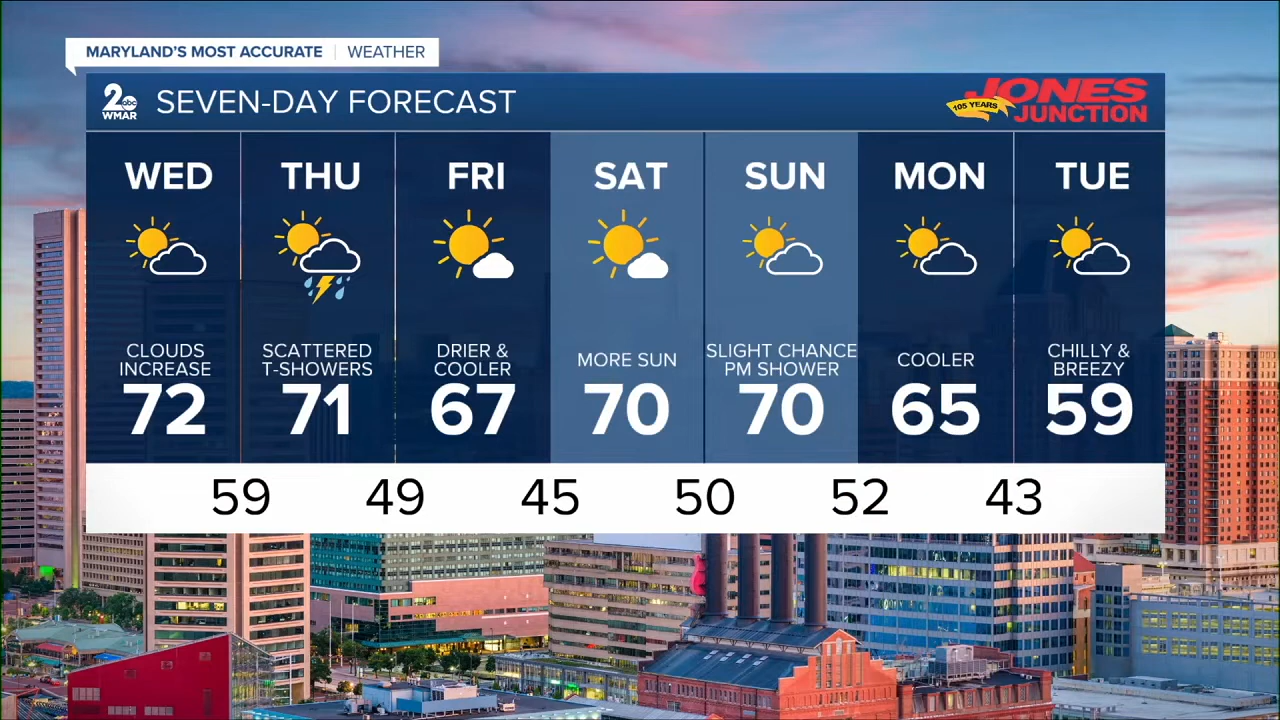 MARYLAND'S MOST ACCURATE | WEATHER
2 abc
WMAR
SEVEN-DAY FORECAST
105 YEARS
JONES
JUNCTION
WED
THU
FRI
SAT
SUN
MON
TUE
CLOUDS
INCREASE
72
SCATTERED
T-SHOWERS
71
DRIER &
COOLER
67
MORE SUN
70
SLIGHT CHANCE
PM SHOWER
70
COOLER
65
CHILLY &
BREEZY
59
59 49 45 50 52 43